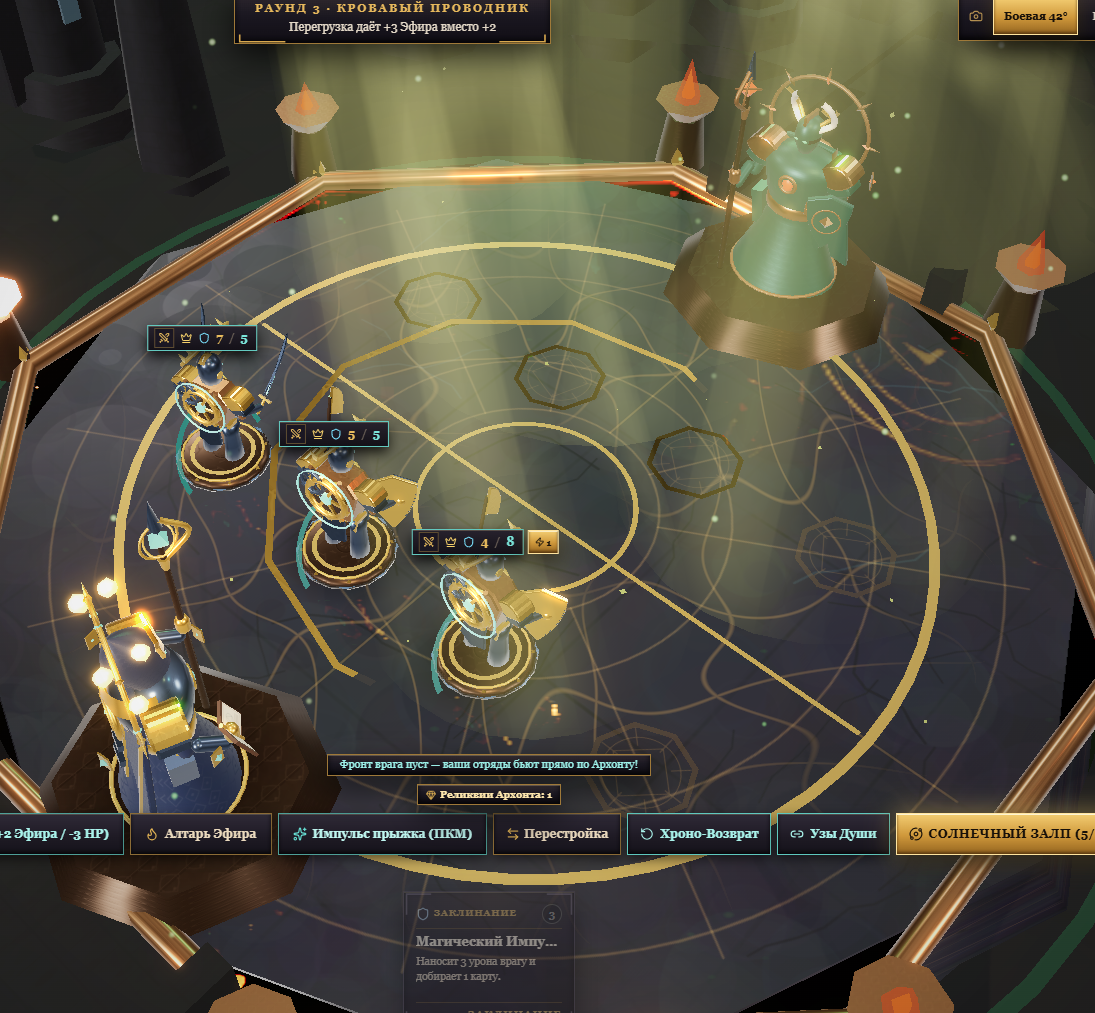 РАУНД 3 · КРОВАВЫЙ ПРОВОДНИК
Перегрузка даёт +3 Эфира вместо +2
Боевая 42°
7 / 5
5 / 5
4 / 8
1
Фронт врага пуст — ваши отряды бьют прямо по Архонту!
Реликвии Архонта: 1
+2 Эфира / -3 HP)
Алтарь Эфира
Импульс прыжка (ПКМ)
Перестройка
Хроно-Возврат
Узы Души
СОЛНЕЧНЫЙ ЗАЛП (5/
ЗАКЛИНАНИЕ
3
Магический Импу...
Наносит 3 урона врагу и
добирает 1 карту.
ЗАКЛИНАНИЕ